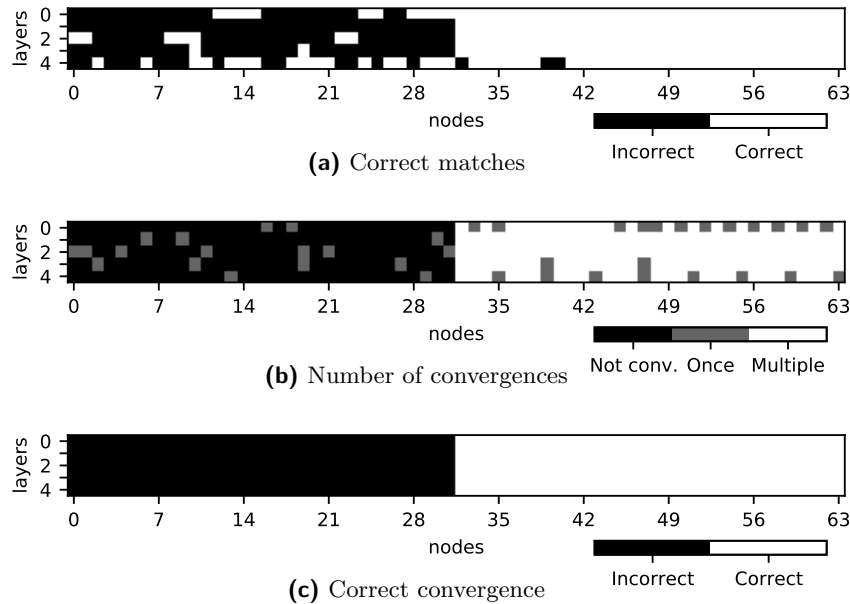 layers
0
2
4
0 7 14 21 28 35 42 49 56 63
nodes
Incorrect Correct
(a) Correct matches
layers
0
2
4
0 7 14 21 28 35 42 49 56 63
nodes
Not conv. Once Multiple
(b) Number of convergences
layers
0
2
4
0 7 14 21 28 35 42 49 56 63
nodes
Incorrect Correct
(c) Correct convergence